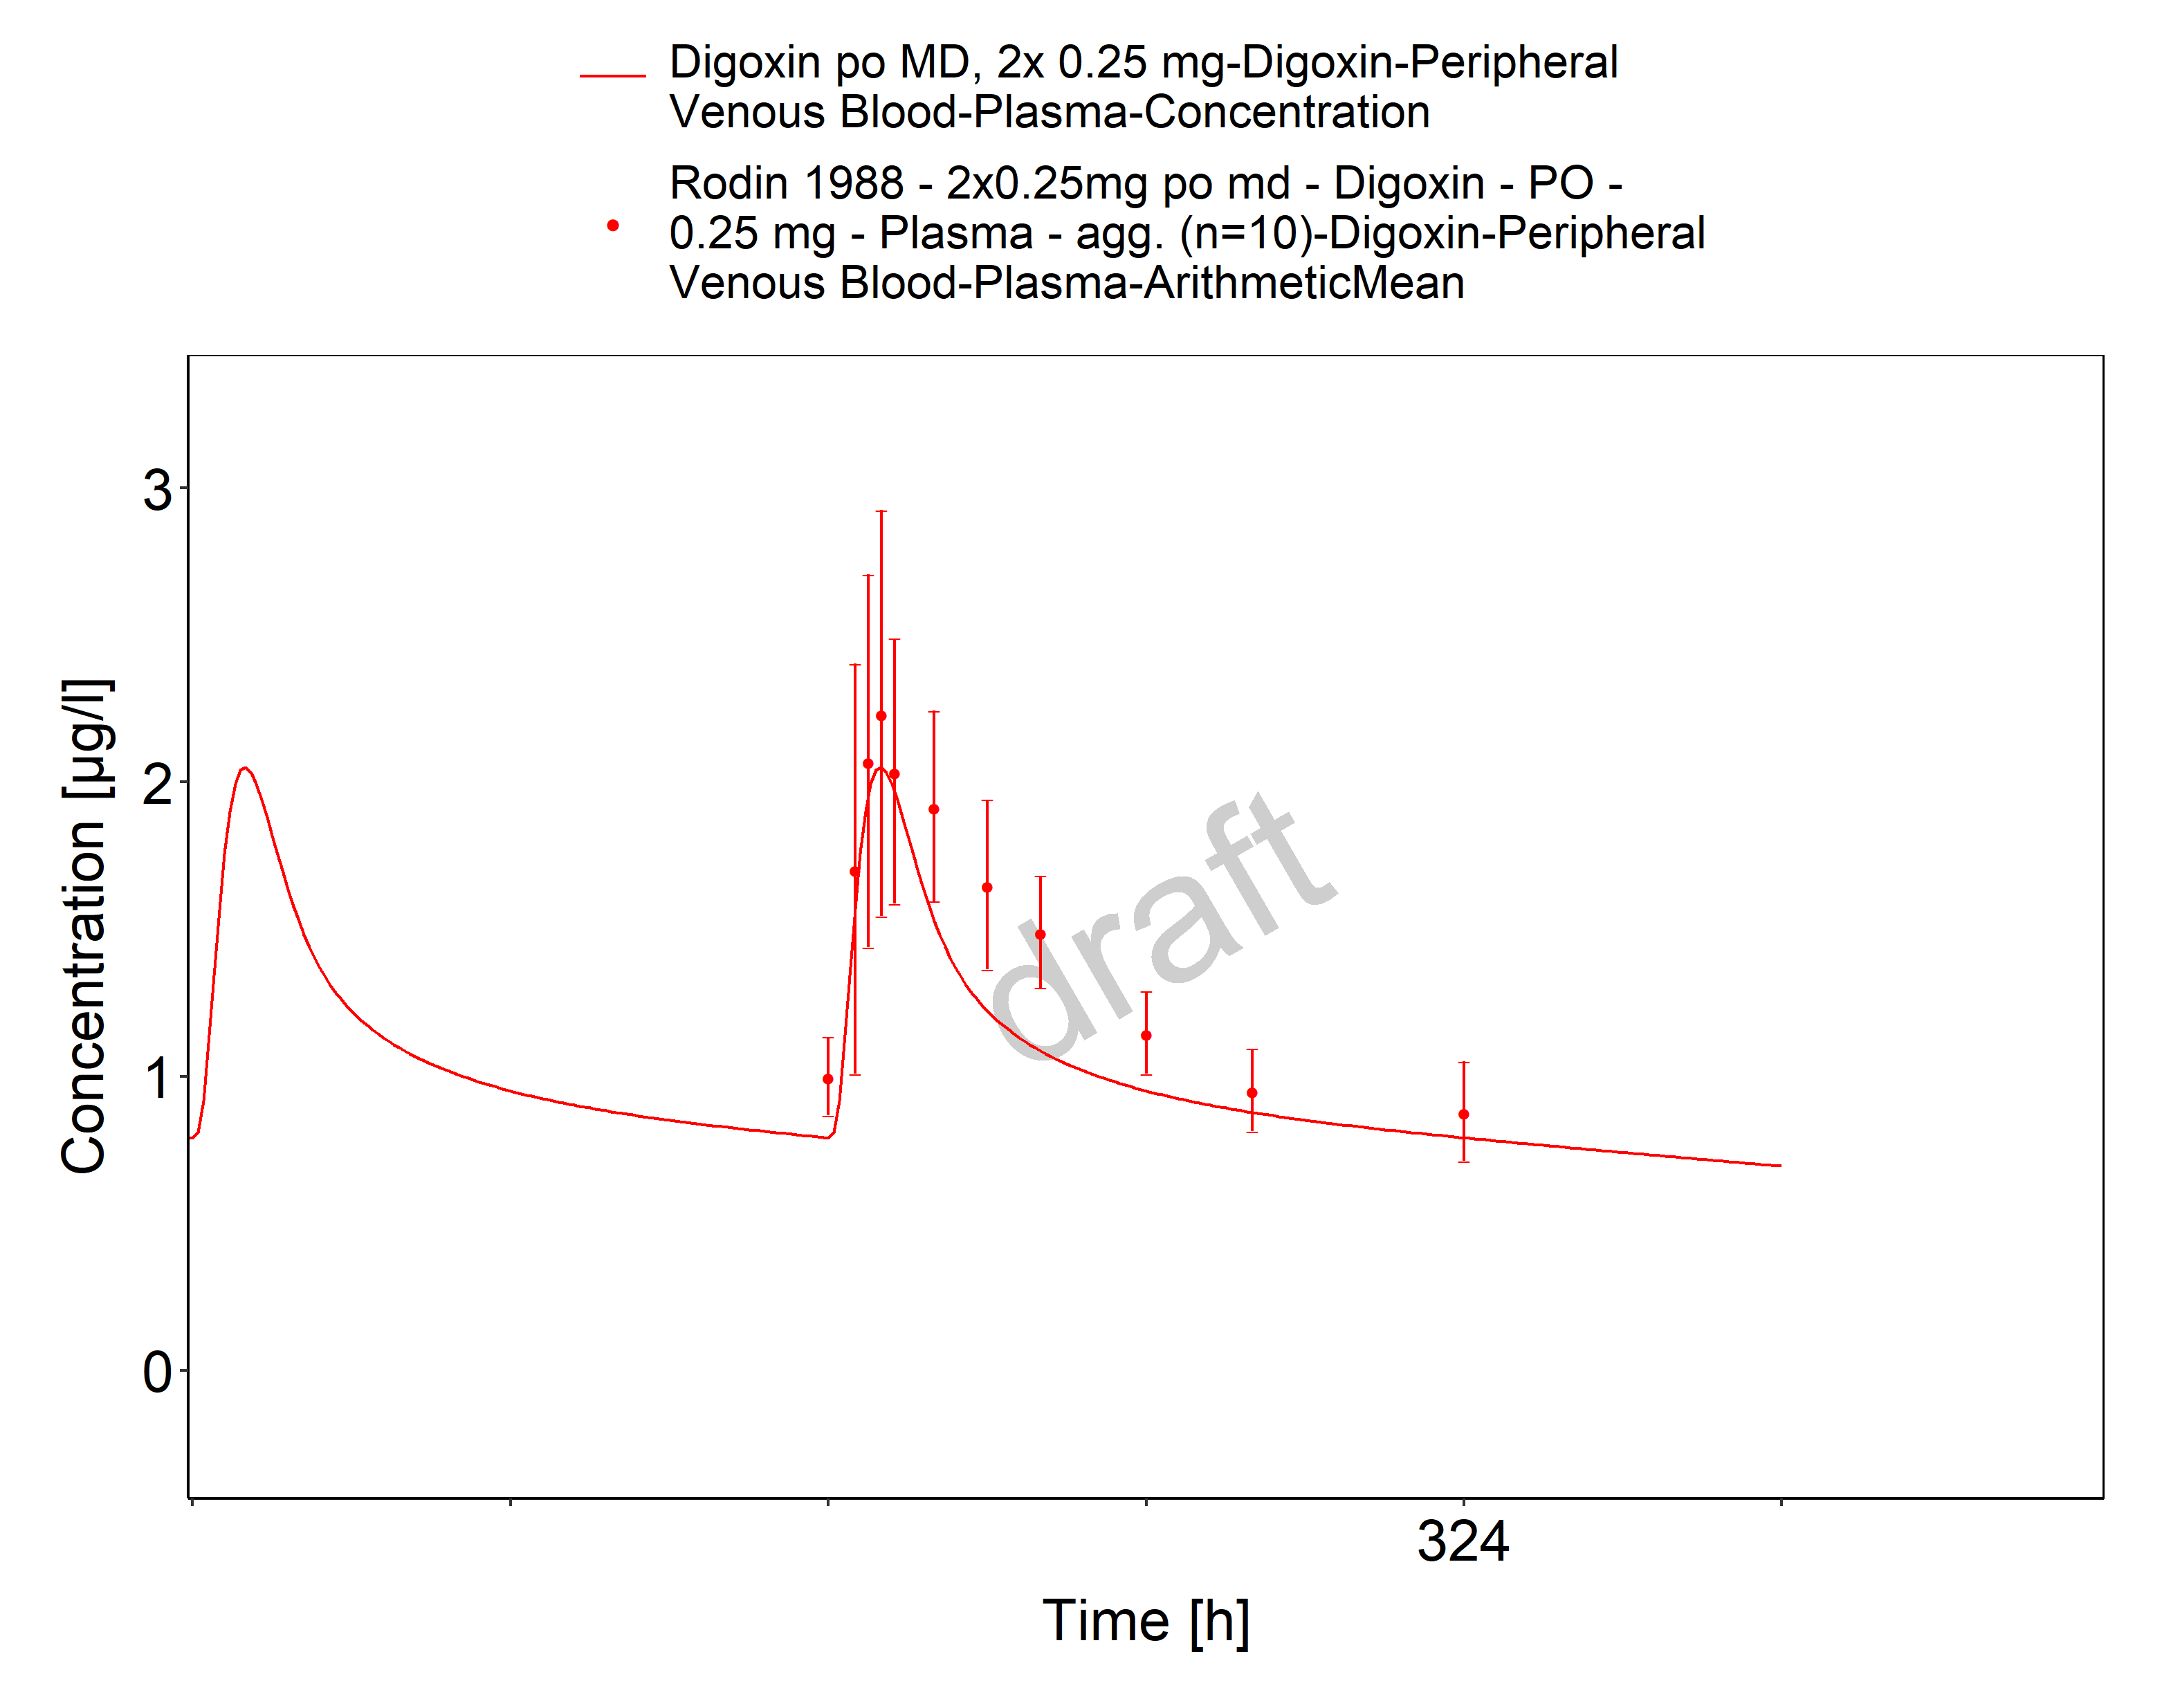 Digoxin po MD, 2x 0.25 mg-Digoxin-Peripheral
Venous Blood-Plasma-Concentration
Rodin 1988 - 2x0.25mg po md - Digoxin - PO -
0.25 mg - Plasma - agg. (n=10)-Digoxin-Peripheral
Venous Blood-Plasma-ArithmeticMean
3
2
1
0
Concentration [µg/l]
draft
324
Time [h]